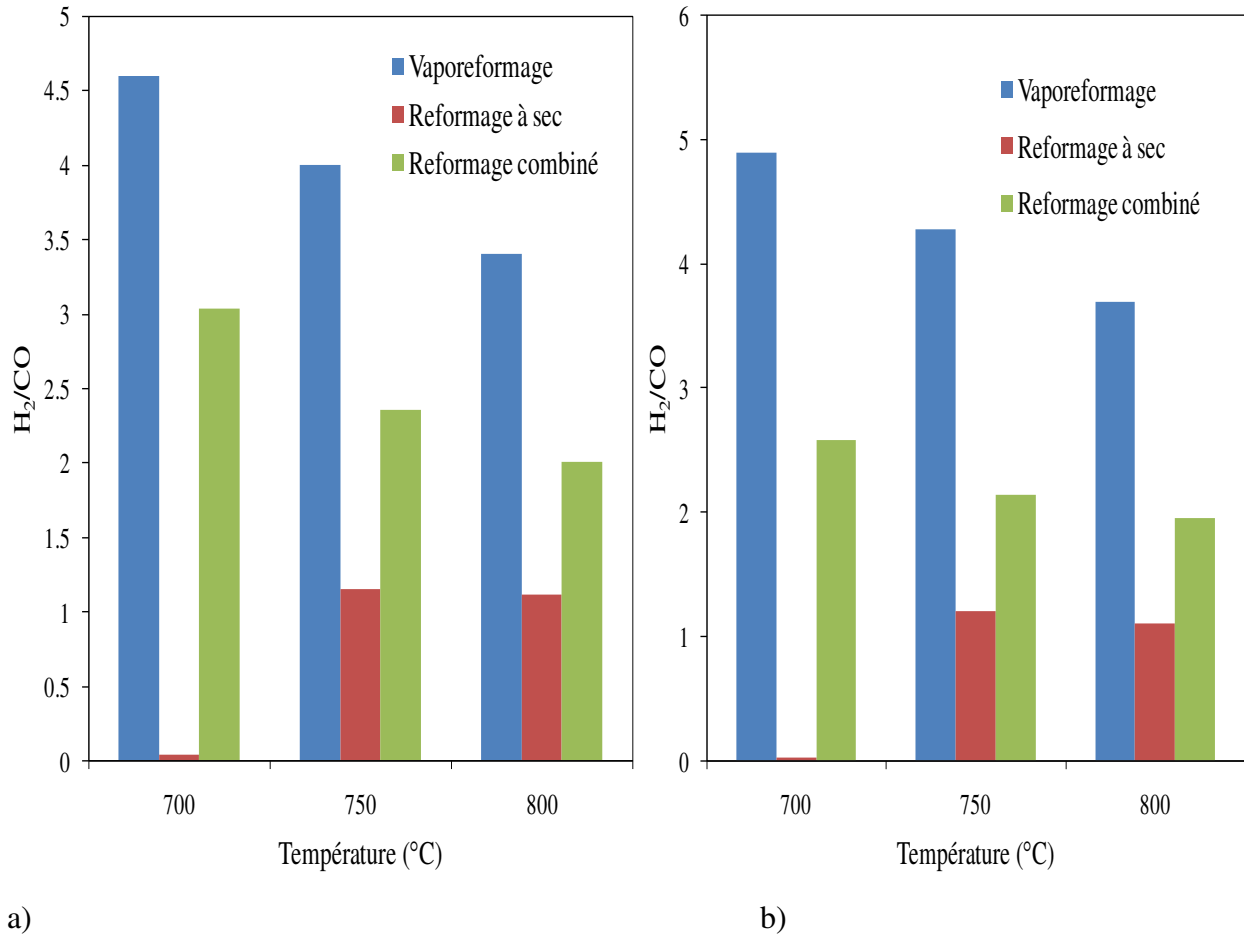 5
4.5
4
3.5
3
2.5
2
1.5
1
0.5
0
H₂/CO
Vaporeformage
Reformage à sec
Reformage combiné
700 750 800
Température (°C)
a)
6
5
4
3
2
1
0
H₂/CO
Vaporeformage
Reformage à sec
Reformage combiné
700 750 800
Température (°C)
b)